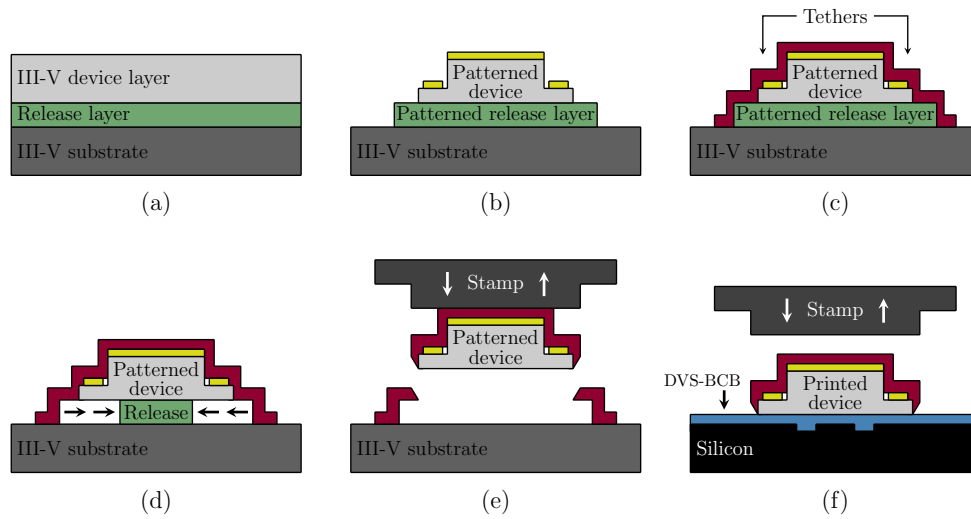 III-V device layer
Release layer
III-V substrate
(a)
Patterned
device
Patterned release layer
III-V substrate
(b)
Tethers
Patterned
device
Patterned release layer
III-V substrate
(c)
Patterned
device
Release
III-V substrate
(d)
Stamp
Patterned
device
III-V substrate
(e)
Stamp
DVS-BCB
Printed
device
Silicon
(f)